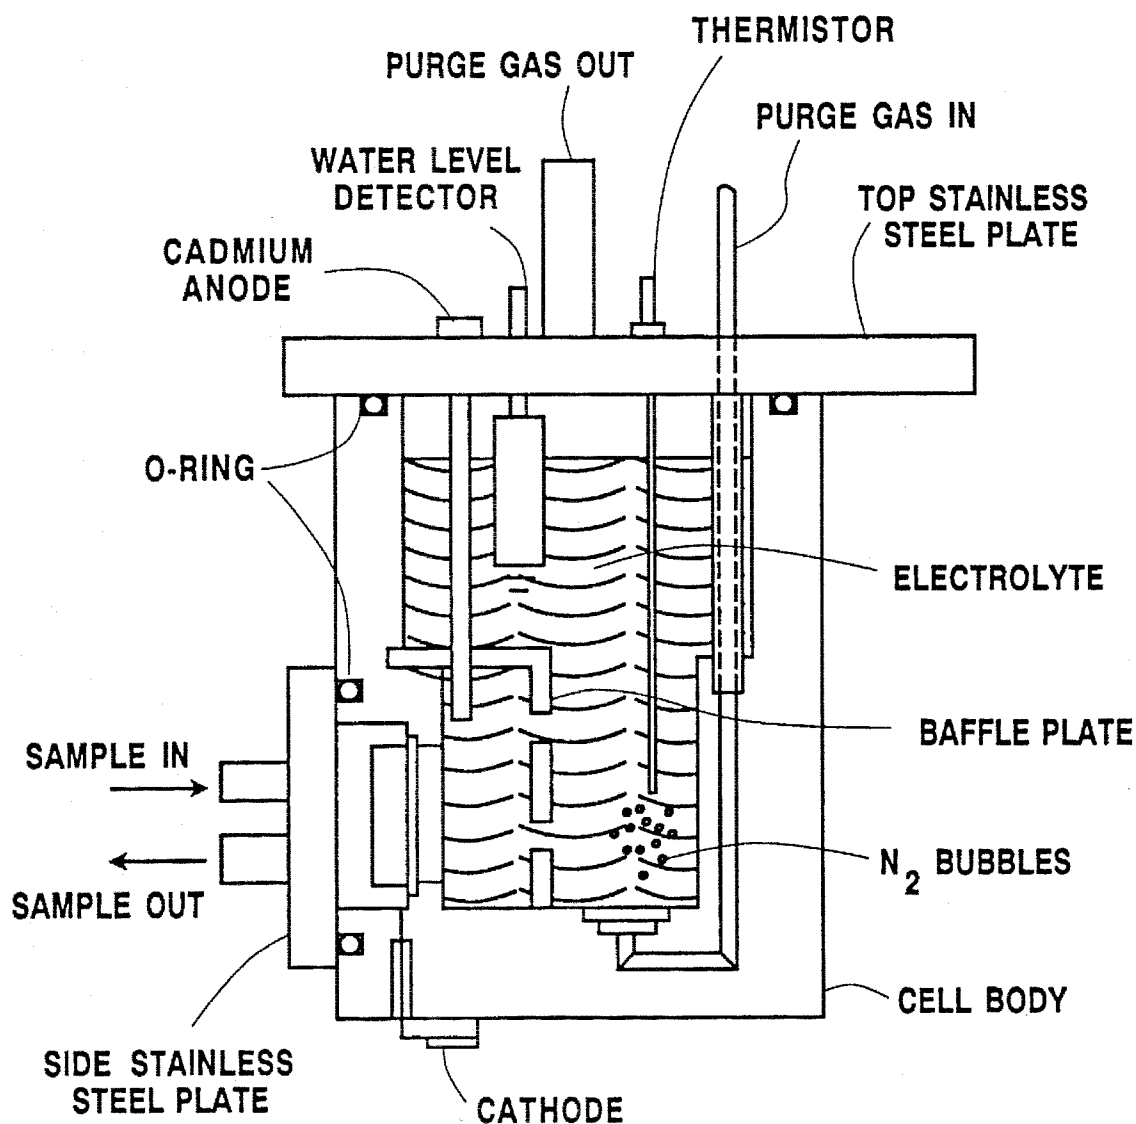 THERMISTOR
PURGE GAS OUT
PURGE GAS IN
WATER LEVEL
DETECTOR
TOP STAINLESS
STEEL PLATE
CADMIUM
ANODE
O-RING
ELECTROLYTE
BAFFLE PLATE
SAMPLE IN
N2 BUBBLES
SAMPLE OUT
CELL BODY
SIDE STAINLESS
STEEL PLATE
CATHODE